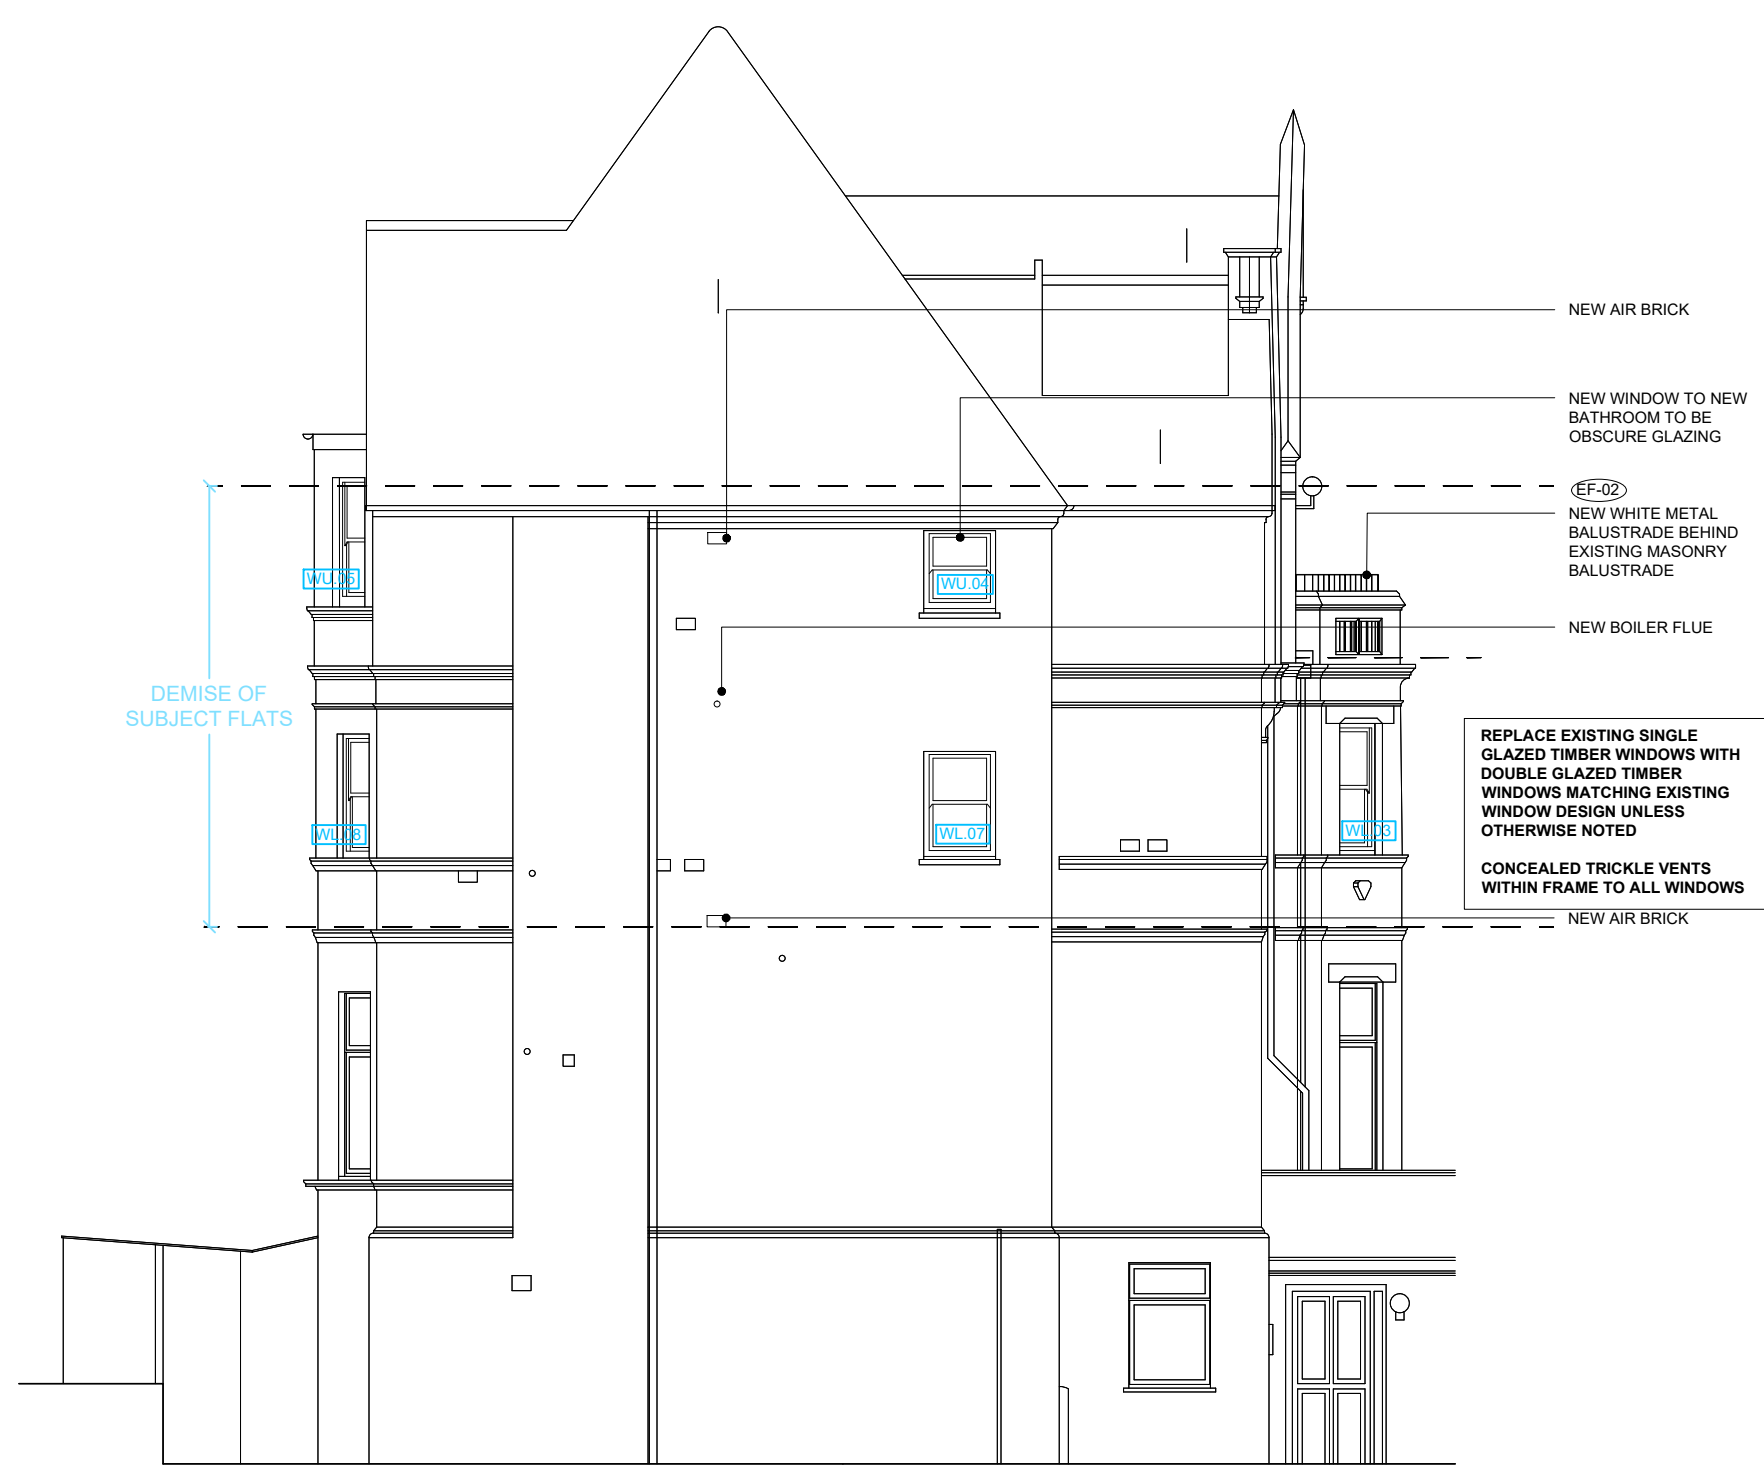 NEW AIR BRICK
NEW WINDOW TO NEW
BATHROOM TO BE
OBSCURE GLAZING
EF-02
NEW WHITE METAL
BALUSTRADE BEHIND
EXISTING MASONRY
BALUSTRADE
WU.05
WU.04
NEW BOILER FLUE
DEMISE OF
SUBJECT FLATS
REPLACE EXISTING SINGLE
GLAZED TIMBER WINDOWS WITH
DOUBLE GLAZED TIMBER
WINDOWS MATCHING EXISTING
WINDOW DESIGN UNLESS
OTHERWISE NOTED
CONCEALED TRICKLE VENTS
WITHIN FRAME TO ALL WINDOWS
WL.08
WL.07
WL.03
NEW AIR BRICK